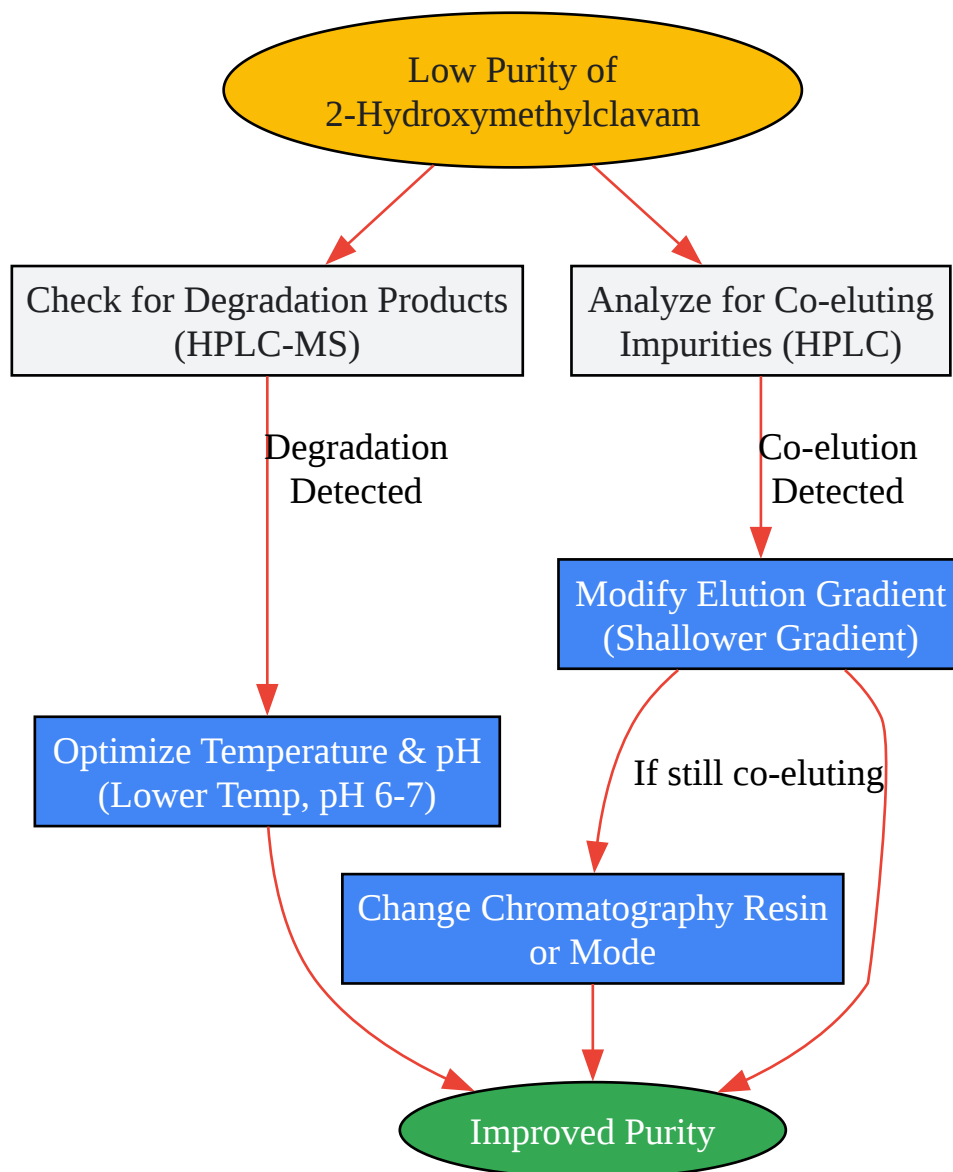 Low Purity of
2-Hydroxymethylclavam
Check for Degradation Products
(HPLC-MS)
Analyze for Co-eluting
Impurities (HPLC)
Degradation
Detected
Co-elution
Detected
Modify Elution Gradient
(Shallower Gradient)
Optimize Temperature & pH
(Lower Temp, pH 6-7)
If still co-eluting
Change Chromatography Resin
or Mode
Improved Purity